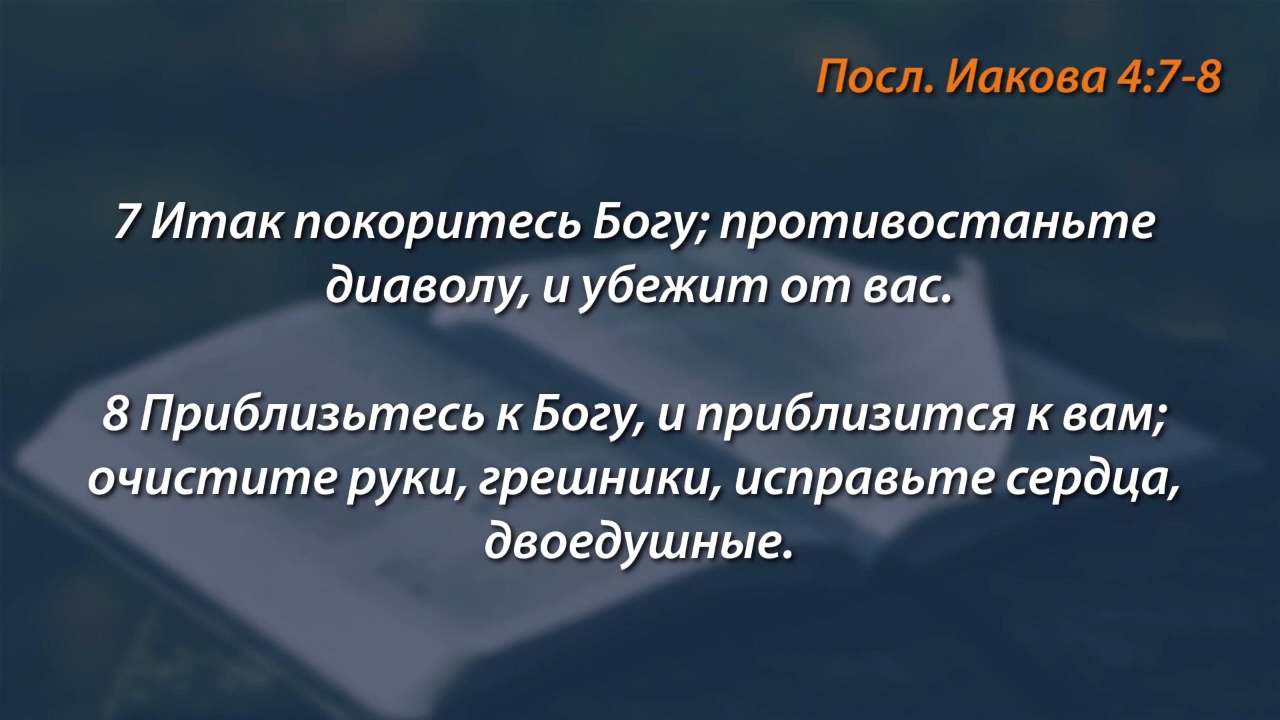 Посл. Иакова 4:7-8
7 Итак покоритесь Богу; противостаньте
диаволу, и убежит от вас.
8 Приблизьтесь к Богу, и приблизится к вам;
очистите руки, грешники, исправьте сердца,
двоедушные.